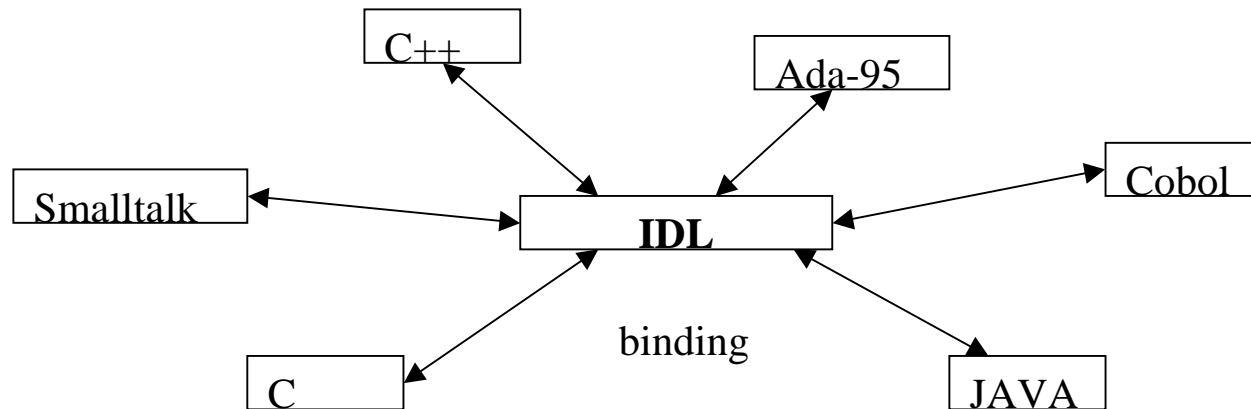 C++
Ada-95
Cobol
Smalltalk
IDL
binding
C
JAVA